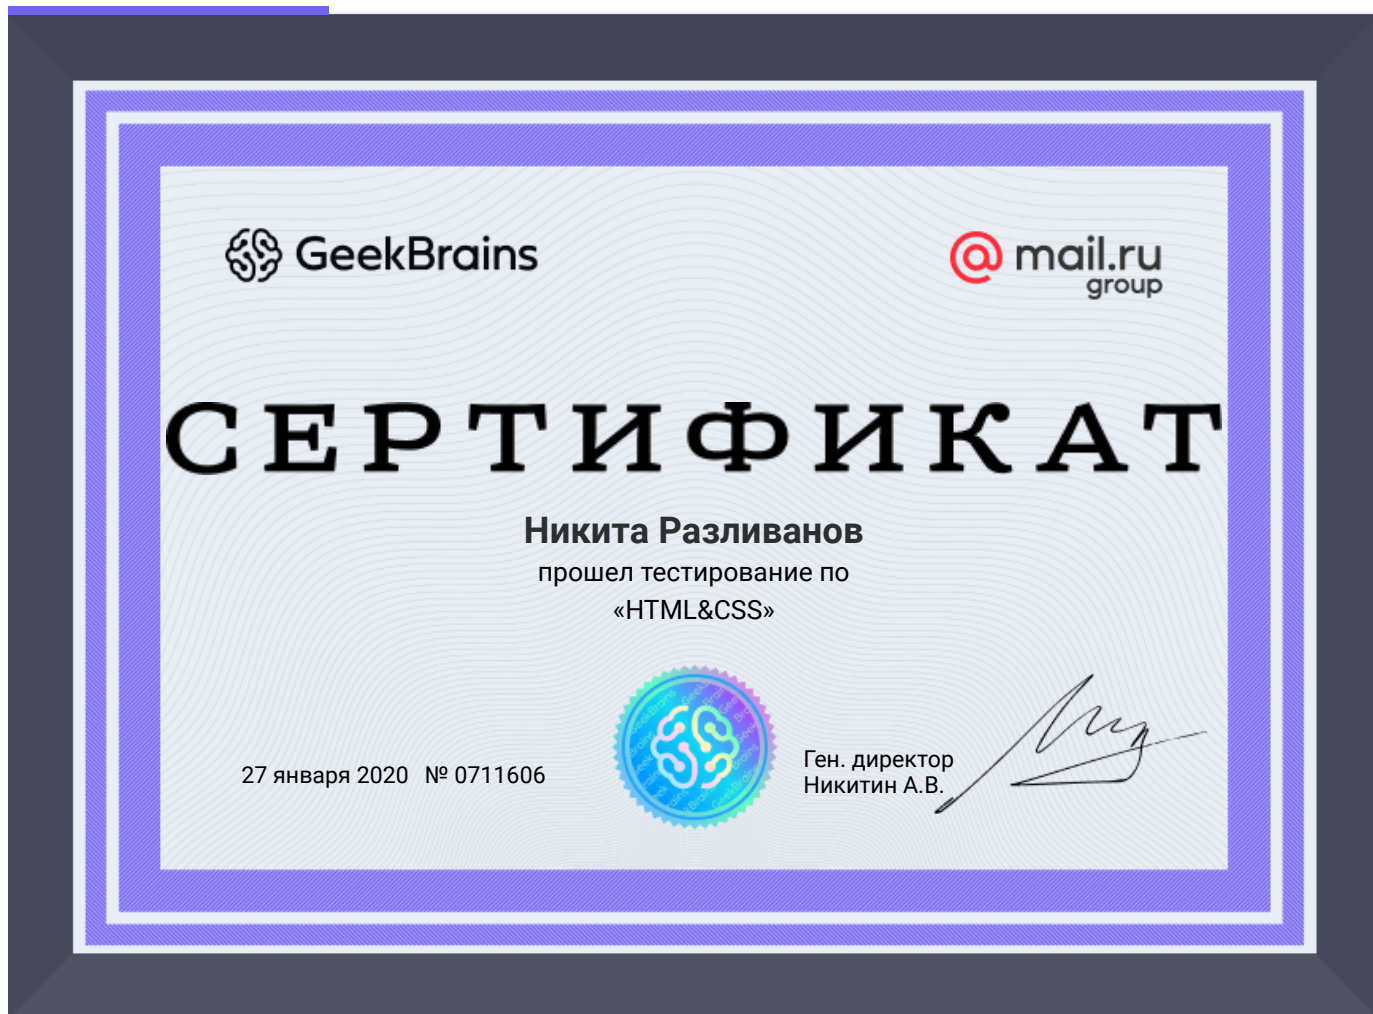 GeekBrains
@ mail.ru
group
СЕРТИФИКАТ
Никита Разливанов
прошел тестирование по
«HTML&CSS»
27 января 2020 № 0711606
Ген. директор
Никитин А.В.